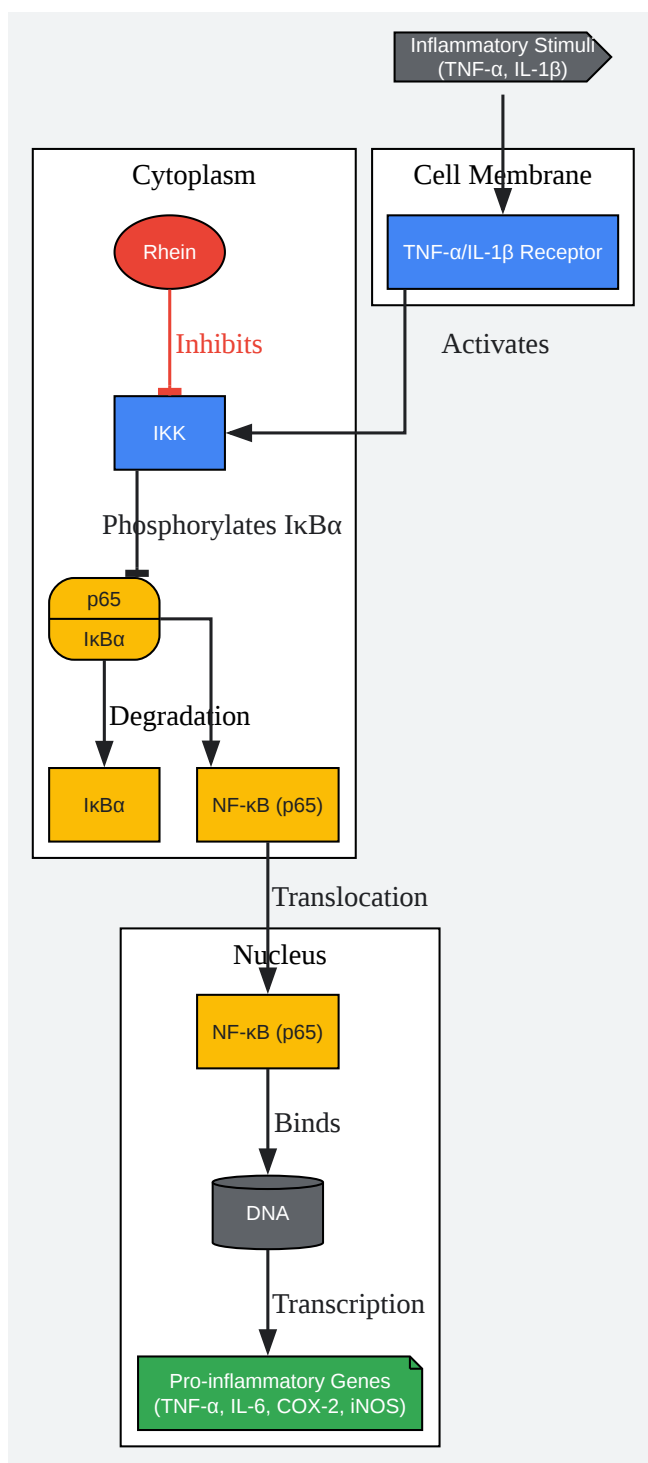 Inflammatory Stimuli
(TNF-α, IL-1β)
Cytoplasm
Cell Membrane
Rhein
TNF-α/IL-1β Receptor
Inhibits
Activates
IKK
Phosphorylates IκBα
p65
IκBα
Degradation
IκBα
NF-κB (p65)
Translocation
Nucleus
NF-κB (p65)
Binds
DNA
Transcription
Pro-inflammatory Genes
(TNF-α, IL-6, COX-2, iNOS)